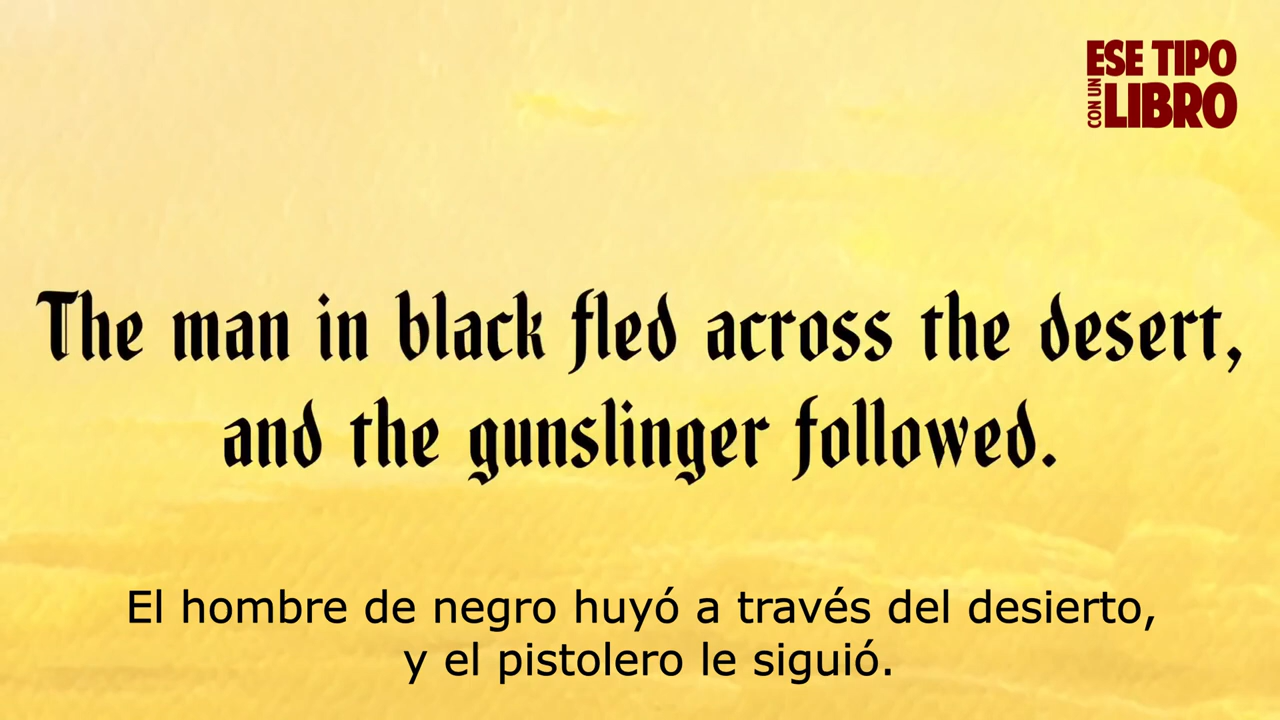 ESE TIPO
CON UN
LIBRO
The man in black fled across the desert,
and the gunslinger followed.
El hombre de negro huyó a través del desierto,
y el pistolero le siguió.